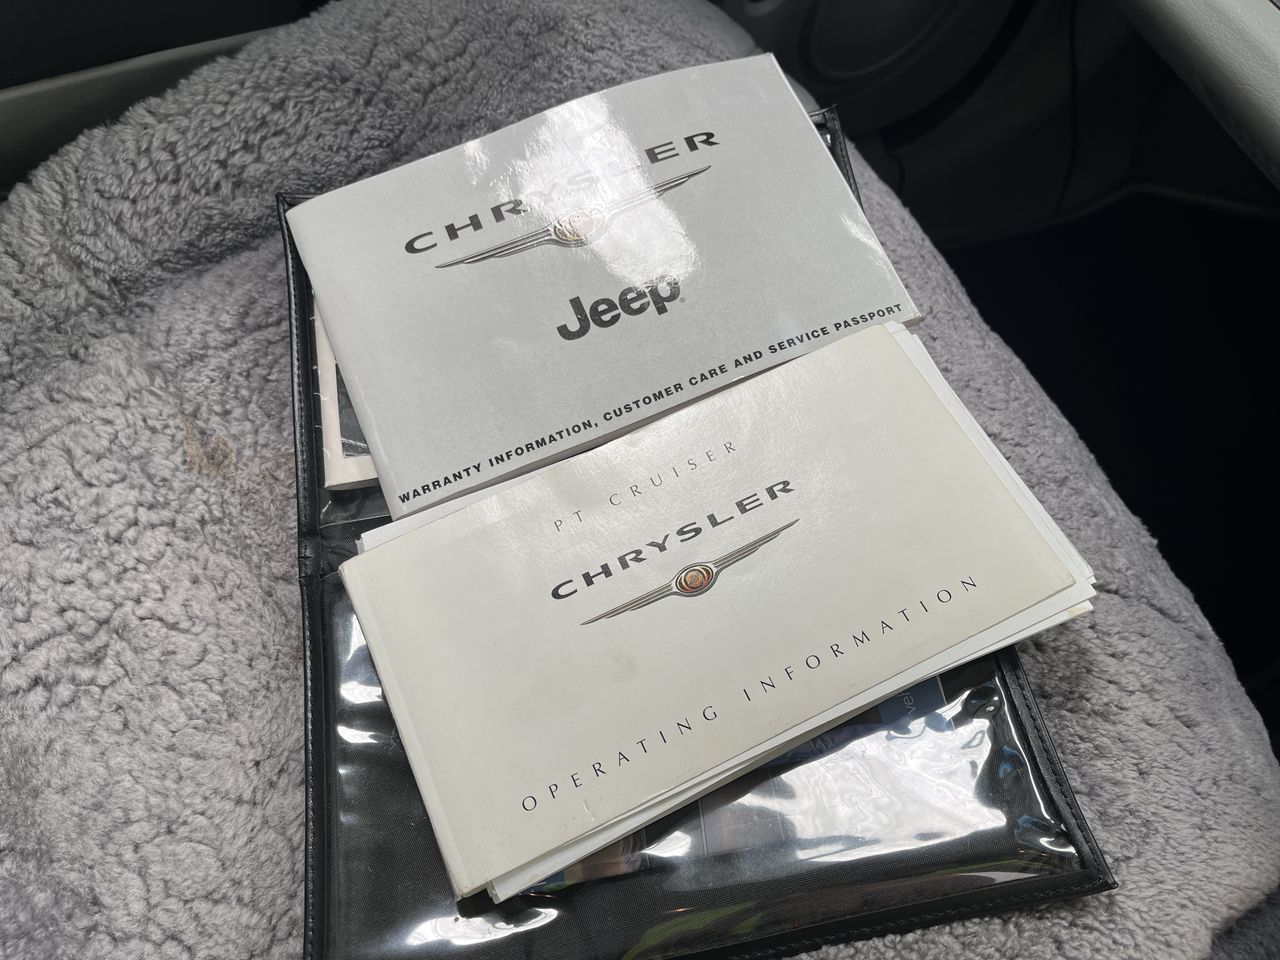 CHRYSLER
Jeep
WARRANTY INFORMATION, CUSTOMER CARE AND SERVICE PASSPORT
PT CRUISER
CHRYSLER
OPERATING INFORMATION